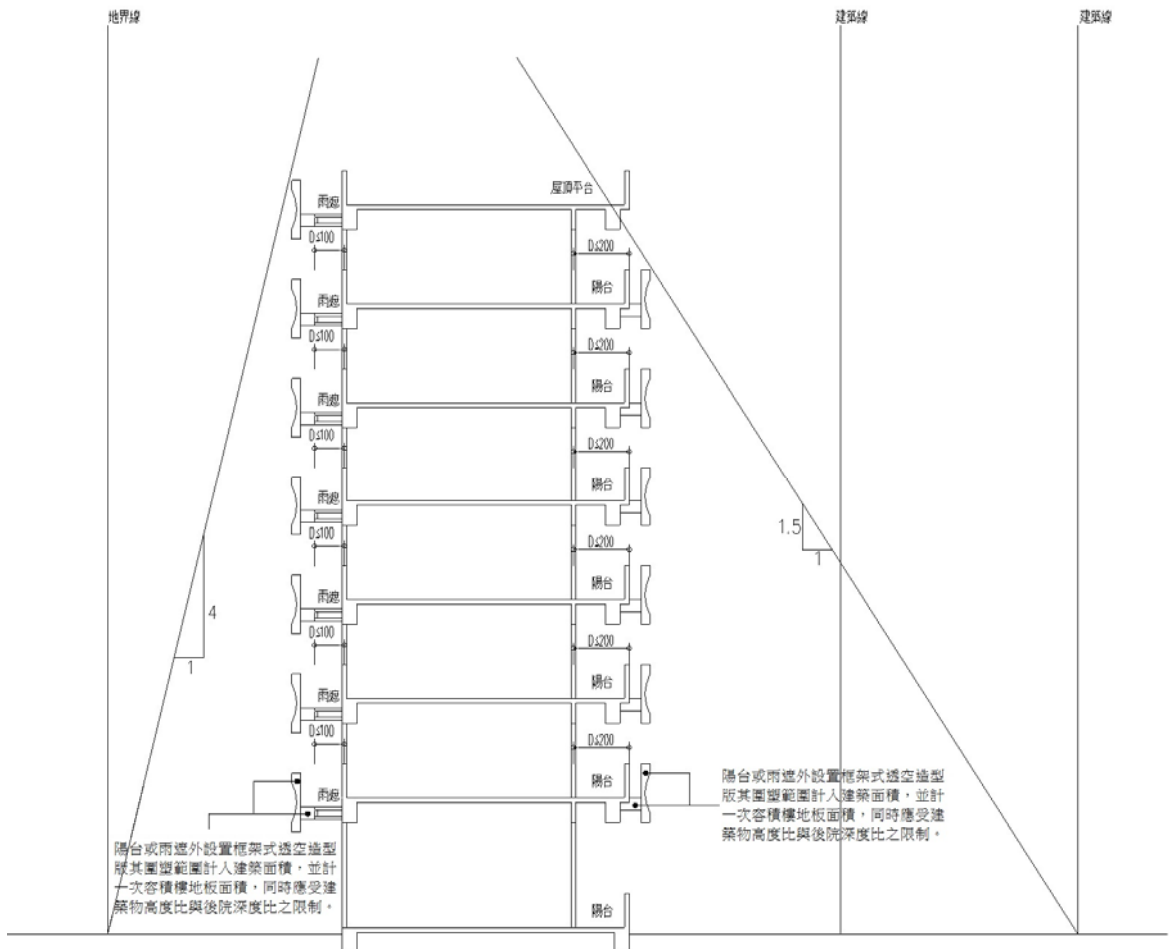 地界線
建築線
建築線
屋頂平台
雨遮
D≤100
D≤200
雨遮
陽台
D≤100
D≤200
雨遮
陽台
D≤100
D≤200
1.5
1
雨遮
陽台
D≤100
D≤200
雨遮
陽台
4
1
D≤100
D≤200
雨遮
陽台
D≤100
D≤200
雨遮
陽台
陽台或雨遮外設置框架式透空造型
版其圍塑範圍計入建築面積，並計
一次容積樓地板面積，同時應受建
築物高度比與後院深度比之限制。
陽台或雨遮外設置框架式透空造型
版其圍塑範圍計入建築面積，並計
一次容積樓地板面積，同時應受建
築物高度比與後院深度比之限制。
陽台